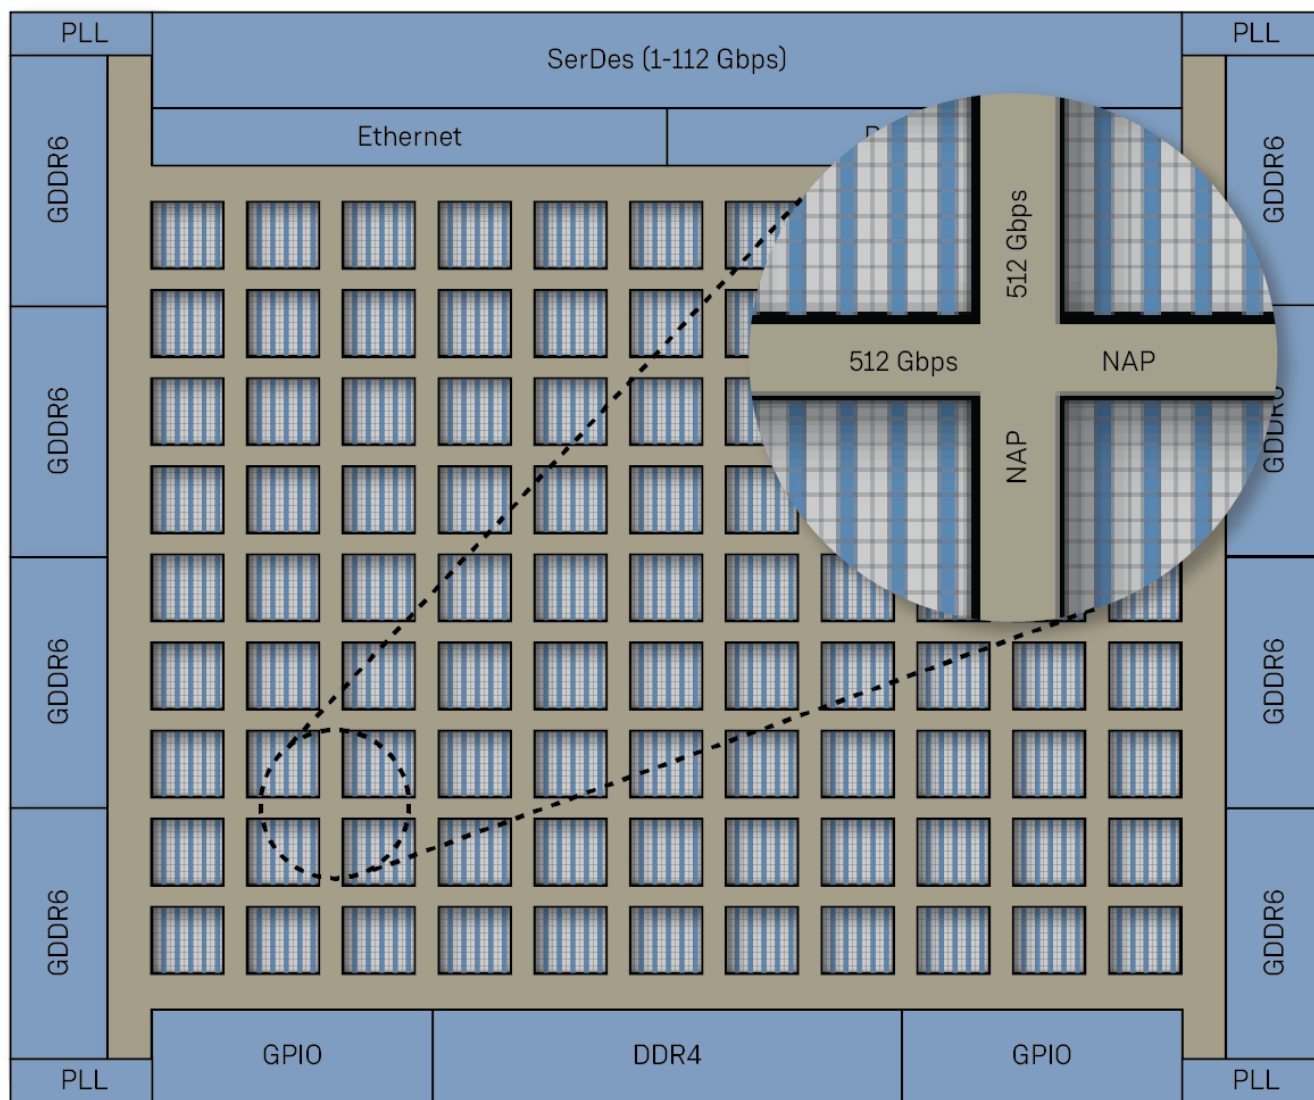 PLL
SerDes (1-112 Gbps)
PLL
Ethernet
GDDR6
GDDR6
GDDR6
GDDR6
512 Gbps
512 Gbps
NAP
NAP
GDDR6
GDDR6
GDDR6
GDDR6
GPIO
DDR4
GPIO
PLL
PLL